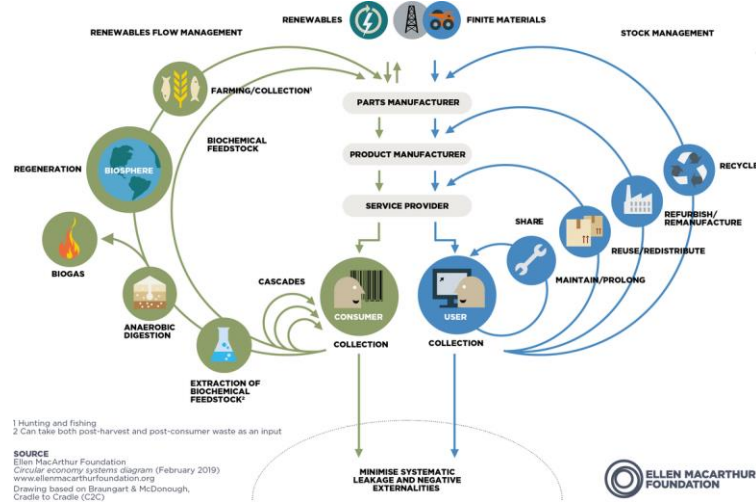 RENEWABLES
FINITE MATERIALS
RENEWABLES FLOW MANAGEMENT
STOCK MANAGEMENT
FARMING/COLLECTION¹
PARTS MANUFACTURER
BIOCHEMICAL
FEEDSTOCK
PRODUCT MANUFACTURER
REGENERATION
BIOSPHERE
RECYCLE
SERVICE PROVIDER
SHARE
REFURBISH/
REMANUFACTURE
REUSE/REDISTRIBUTE
BIOGAS
MAINTAIN/PROLONG
CASCADES
CONSUMER
USER
ANAEROBIC
DIGESTION
COLLECTION
COLLECTION
EXTRACTION OF
BIOCHEMICAL
FEEDSTOCK²
1 Hunting and fishing
2 Can take both post-harvest and post-consumer waste as an input
SOURCE
Ellen MacArthur Foundation
Circular economy systems diagram (February 2019)
www.ellenmacarthurfoundation.org
Drawing based on Braungart & McDonough,
Cradle to Cradle (C2C)
MINIMISE SYSTEMATIC
LEAKAGE AND NEGATIVE
EXTERNALITIES
ELLEN MACARTHUR
FOUNDATION